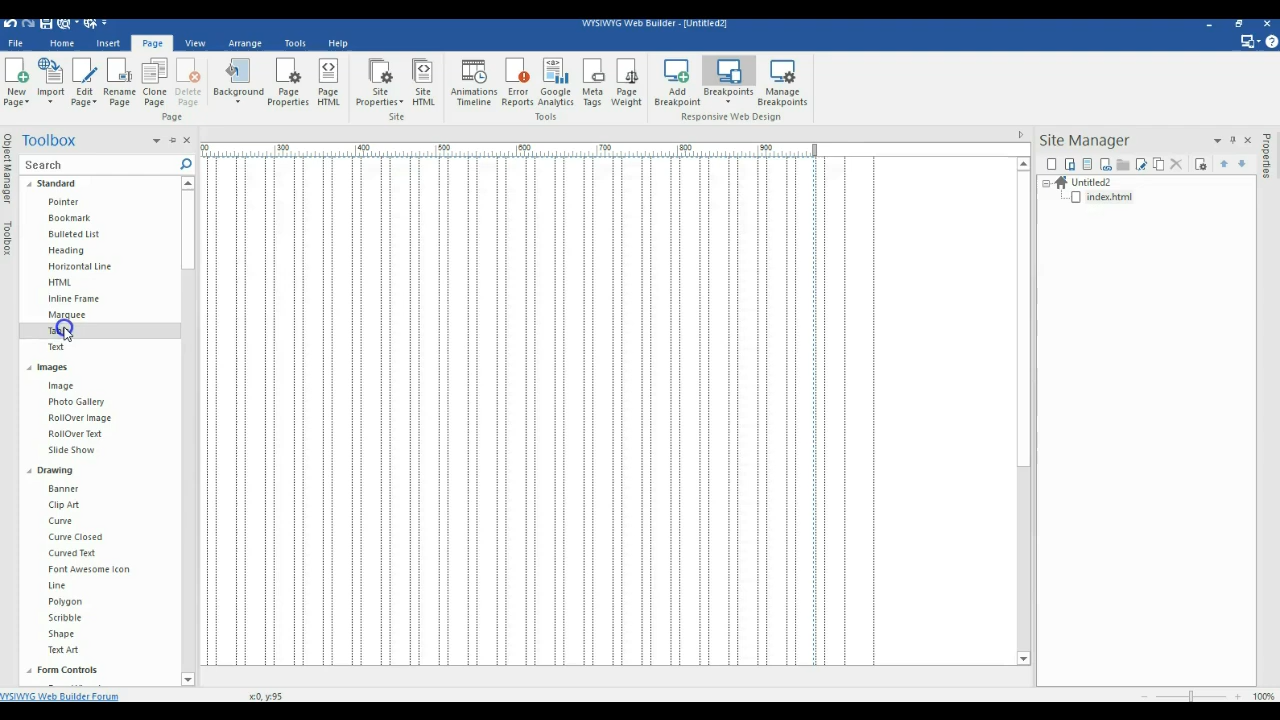 WYSIWYG Web Builder - [Untitled2]
File Home Insert Page View Arrange Tools Help
New Page Import Edit Page Rename Page Clone Page Delete Page Background Page Properties Page HTML Site Properties Site HTML Animations Timeline Error Reports Google Analytics Meta Tags Page Weight Add Breakpoint Breakpoints Manage Breakpoints
Page Site Tools Responsive Web Design
Object Manager
Toolbox
Toolbox
Search
Standard
Pointer
Bookmark
Bulleted List
Heading
Horizontal Line
HTML
Inline Frame
Marquee
Text
Images
Image
Photo Gallery
RollOver Image
RollOver Text
Slide Show
Drawing
Banner
Clip Art
Curve
Curve Closed
Curved Text
Font Awesome Icon
Line
Polygon
Scribble
Shape
Text Art
Form Controls
00 300 400 500 600 700 800 900
Site Manager
Untitled2
index.html
Properties
WYSIWYG Web Builder Forum
x:0, y:95
100%